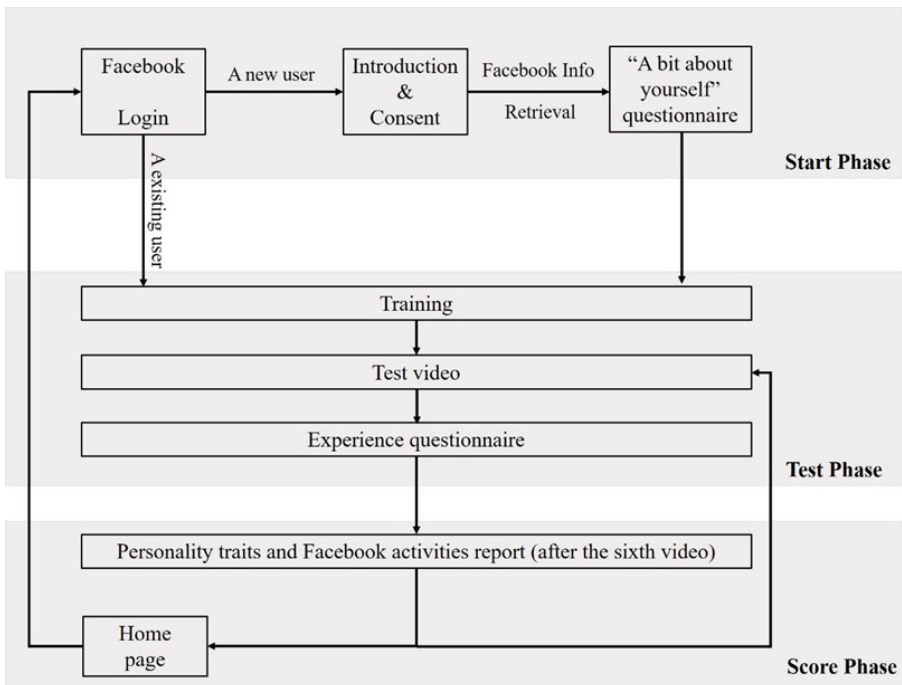 Facebook
Login
A new user
Introduction
&
Consent
Facebook Info
Retrieval
“A bit about
yourself”
questionnaire
Start Phase
A existing user
Training
Test video
Experience questionnaire
Test Phase
Personality traits and Facebook activities report (after the sixth video)
Home
page
Score Phase